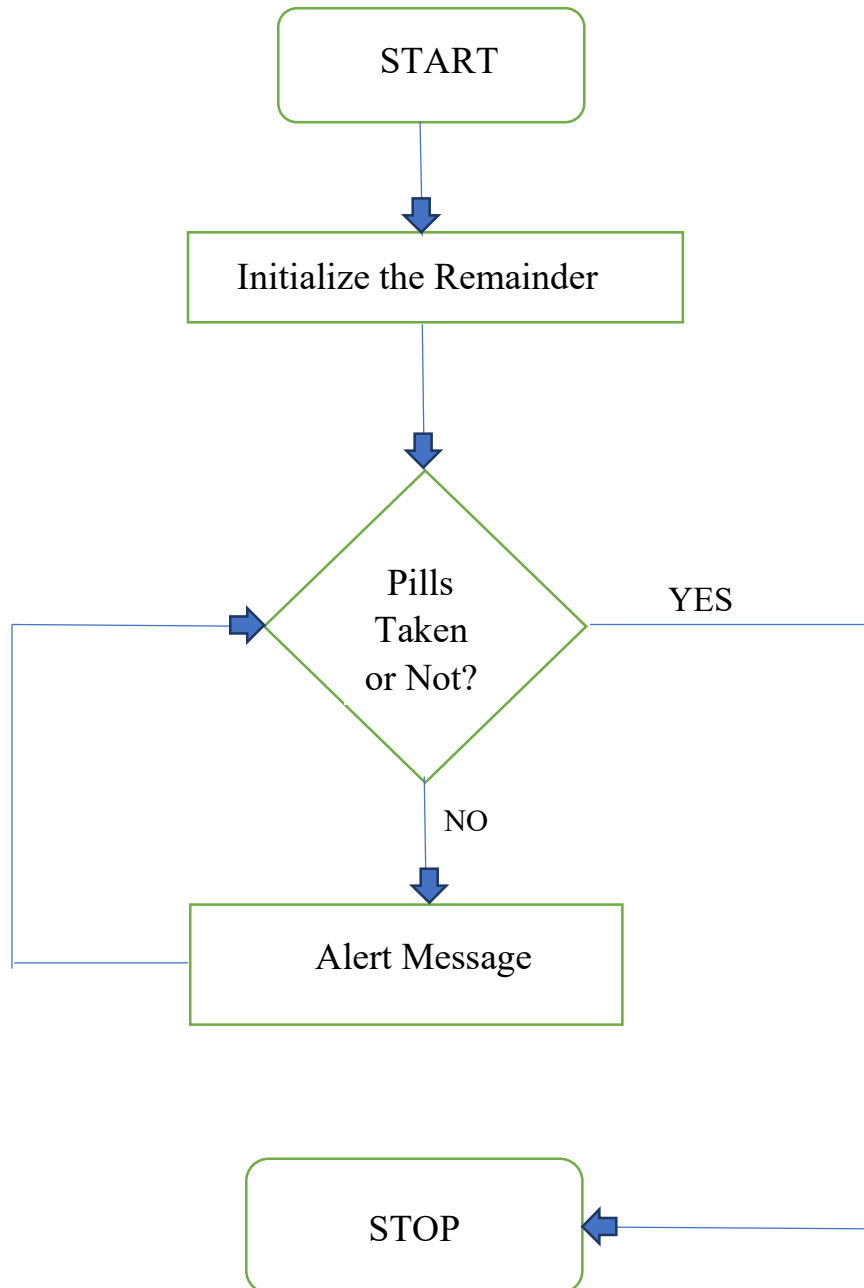 START
Initialize the Remainder
Pills
Taken
or Not?
YES
NO
Alert Message
STOP